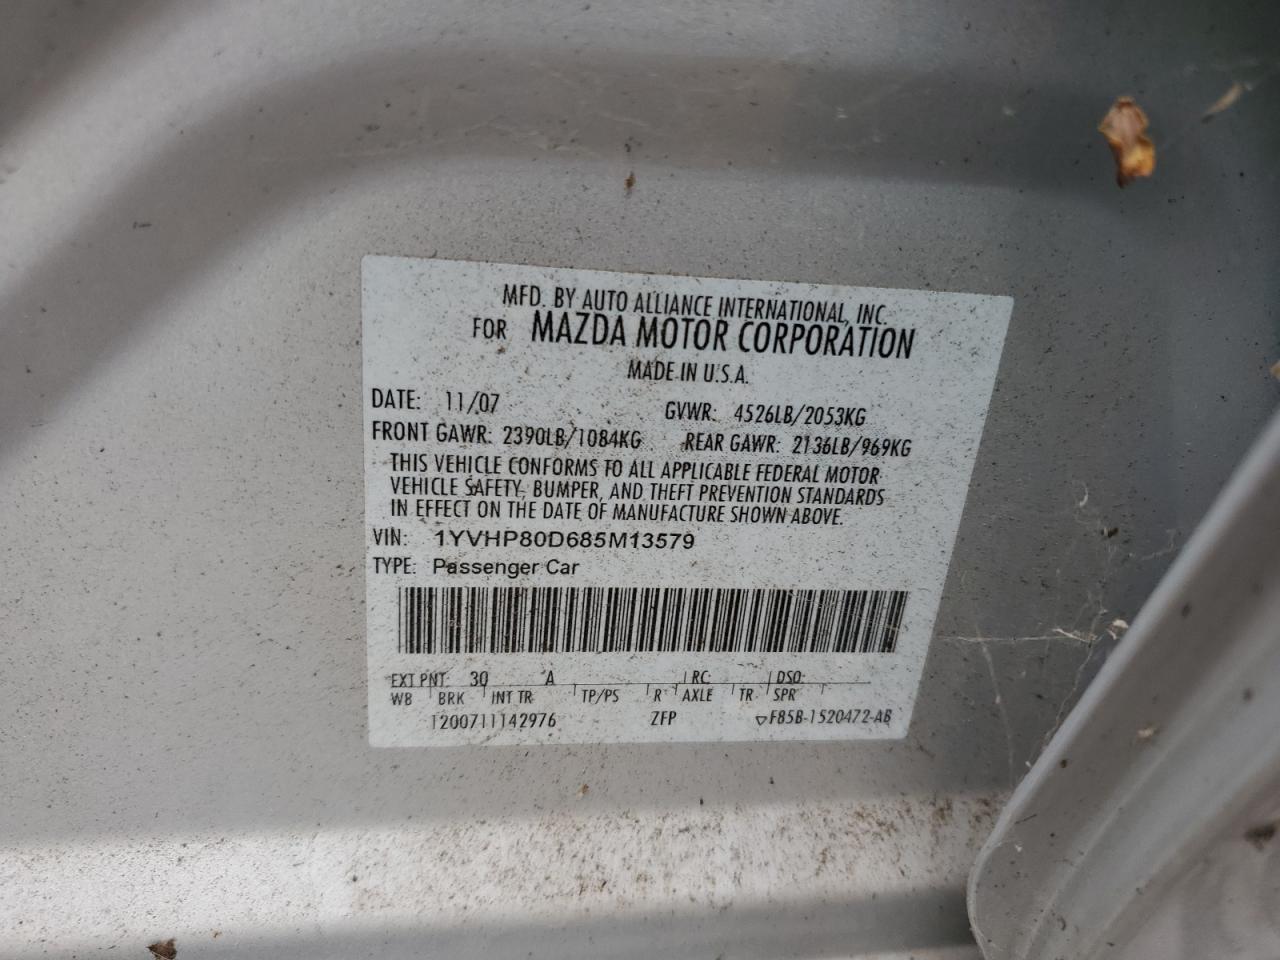 MFD. BY AUTO ALLIANCE INTERNATIONAL, INC.
FOR MAZDA MOTOR CORPORATION
MADE IN U.S.A.
DATE: 11/07 GVWR: 4526LB/2053KG
FRONT GAWR: 2390LB/1084KG REAR GAWR: 2136LB/969KG
THIS VEHICLE CONFORMS TO ALL APPLICABLE FEDERAL MOTOR
VEHICLE SAFETY, BUMPER, AND THEFT PREVENTION STANDARDS
IN EFFECT ON THE DATE OF MANUFACTURE SHOWN ABOVE.
VIN: 1YVHP80D685M13579
TYPE: Passenger Car
EXT PNT: 30 A RC: DSO:
WB BRK INT TR TP/PS R AXLE TR SPR
1200711142976 ZFP F85B-1520472-AB